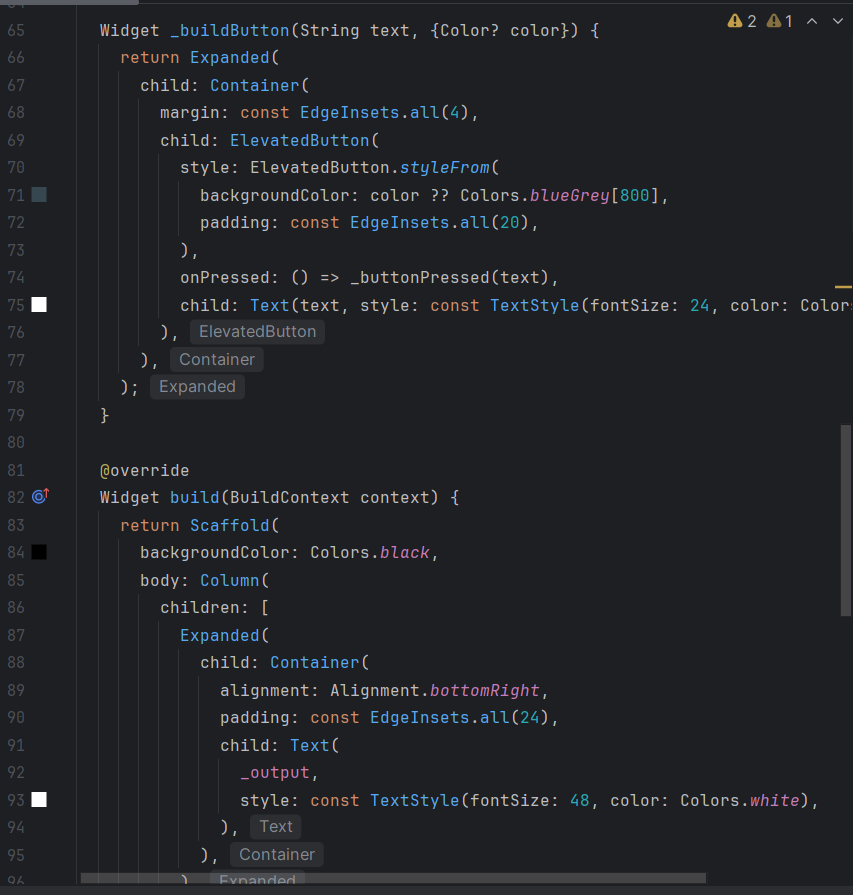 2 1
65 Widget _buildButton(String text, {Color? color}) {
66 return Expanded(
67 child: Container(
68 margin: const EdgeInsets.all(4),
69 child: ElevatedButton(
70 style: ElevatedButton.styleFrom(
71 backgroundColor: color ?? Colors.blueGrey[800],
72 padding: const EdgeInsets.all(20),
73 ),
74 onPressed: () => _buttonPressed(text),
75 child: Text(text, style: const TextStyle(fontSize: 24, color: Colors
76 ), ElevatedButton
77 ), Container
78 ); Expanded
79 }
80
81 @override
82 Widget build(BuildContext context) {
83 return Scaffold(
84 backgroundColor: Colors.black,
85 body: Column(
86 children: [
87 Expanded(
88 child: Container(
89 alignment: Alignment.bottomRight,
90 padding: const EdgeInsets.all(24),
91 child: Text(
92 _output,
93 style: const TextStyle(fontSize: 48, color: Colors.white),
94 ), Text
95 ), Container
96 ) Expanded